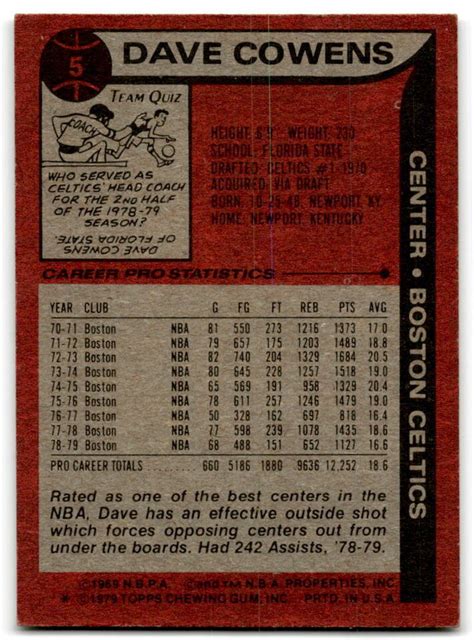 5
DAVE COWENS
TEAM QUIZ
COACH
WHO SERVED AS
CELTICS' HEAD COACH
FOR THE 2ND HALF
OF THE 1978-79
SEASON?
DAVE COWENS
OF FLORIDA STATE.
HEIGHT: 6'9" WEIGHT: 230
SCHOOL: FLORIDA STATE
DRAFTED: CELTICS #1-1970
ACQUIRED: VIA DRAFT
BORN: 10-25-48, NEWPORT, KY
HOME: NEWPORT, KENTUCKY
CENTER • BOSTON CELTICS
CAREER PRO STATISTICS
YEAR CLUB G FG FT REB PTS AVG
70-71 Boston NBA 81 550 273 1216 1373 17.0
71-72 Boston NBA 79 657 175 1203 1489 18.8
72-73 Boston NBA 82 740 204 1329 1684 20.5
73-74 Boston NBA 80 645 228 1257 1518 19.0
74-75 Boston NBA 65 569 191 958 1329 20.4
75-76 Boston NBA 78 611 257 1246 1479 19.0
76-77 Boston NBA 50 328 162 697 818 16.4
77-78 Boston NBA 77 598 239 1078 1435 18.6
78-79 Boston NBA 68 488 151 652 1127 16.6
PRO CAREER TOTALS 660 5186 1880 9636 12,252 18.6
Rated as one of the best centers in the
NBA, Dave has an effective outside shot
which forces opposing centers out from
under the boards. Had 242 Assists, '78-79.
N.B.P.A. N.B.A. PROPERTIES, INC.
* © 1979 TOPPS CHEWING GUM, INC. PRTD. IN U.S.A.